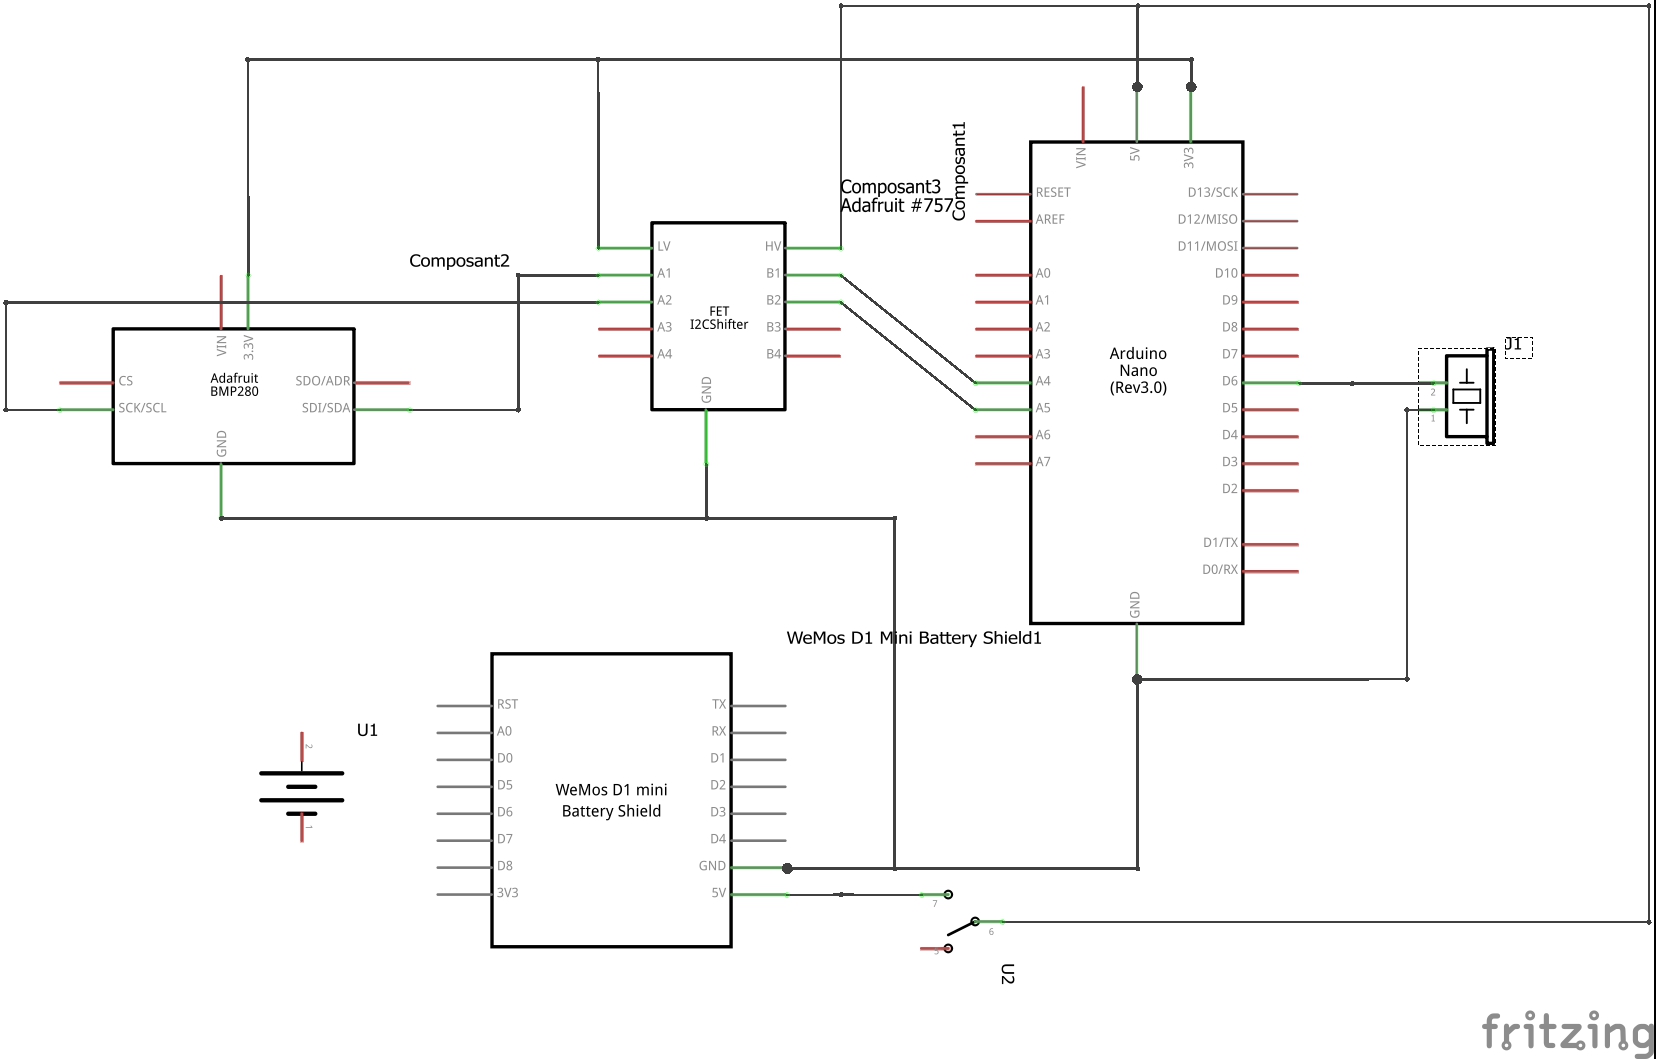 Composant1
VIN
5V
3V3
RESET
AREF
A0
A1
A2
A3
A4
A5
A6
A7
D13/SCK
D12/MISO
D11/MOSI
D10
D9
D8
D7
D6
D5
D4
D3
D2
D1/TX
D0/RX
GND
Arduino
Nano
(Rev3.0)
Composant3
Adafruit #757
LV
A1
A2
A3
A4
HV
B1
B2
B3
B4
GND
FET
I2CShifter
Composant2
VIN
3.3V
CS
SCK/SCL
SDO/ADR
SDI/SDA
GND
Adafruit
BMP280
J1
2
1
WeMos D1 Mini Battery Shield1
RST
A0
D0
D5
D6
D7
D8
3V3
TX
RX
D1
D2
D3
D4
GND
5V
WeMos D1 mini
Battery Shield
U1
2
1
7
6
U2
fritzing